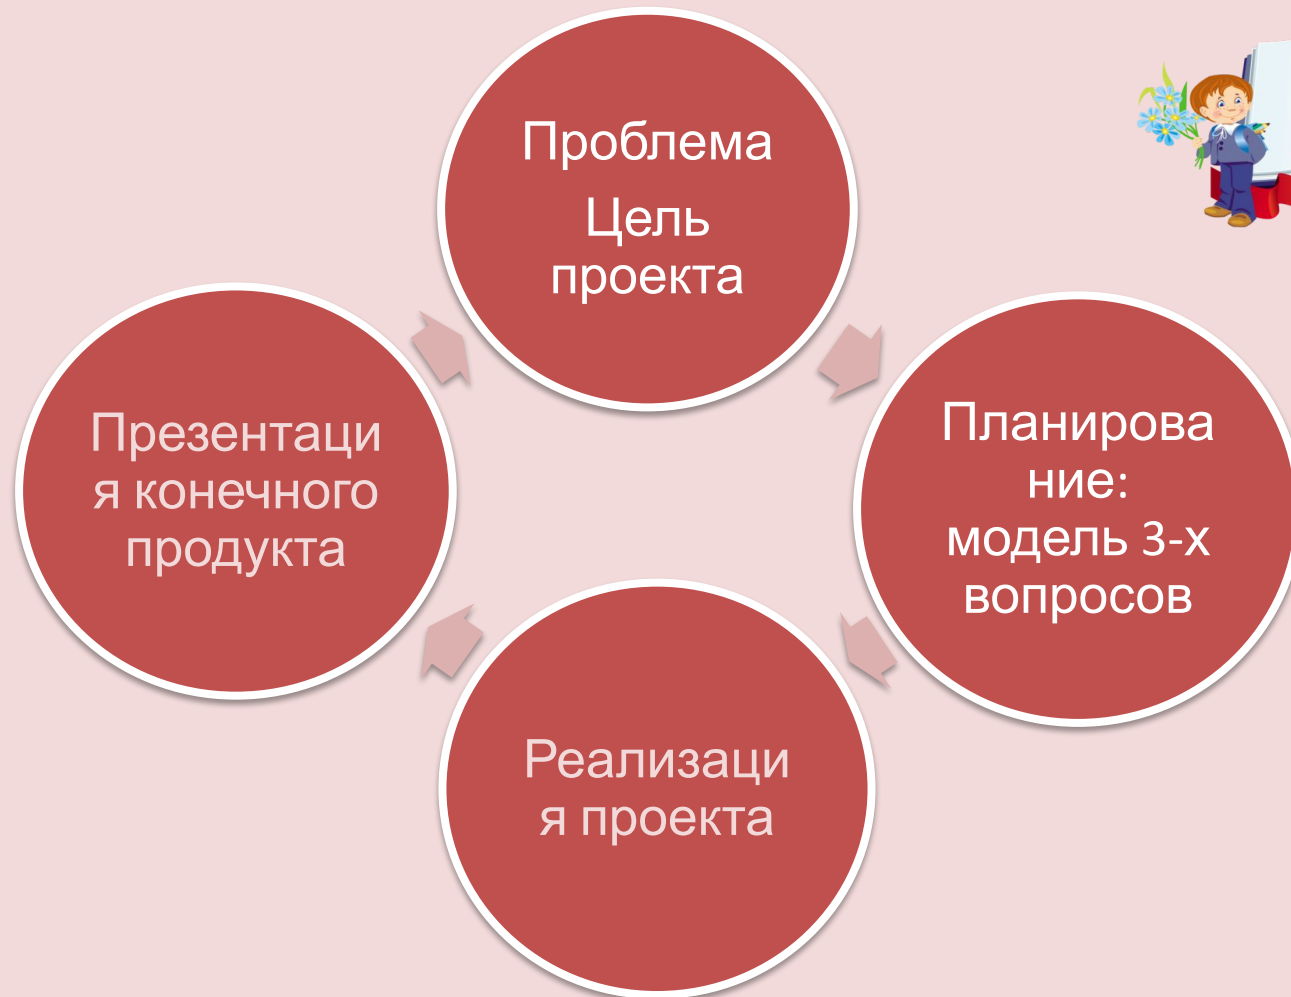 Проблема
Цель
проекта
Планирова
ние:
модель 3-х
вопросов
Реализаци
я проекта
Презентаци
я конечного
продукта